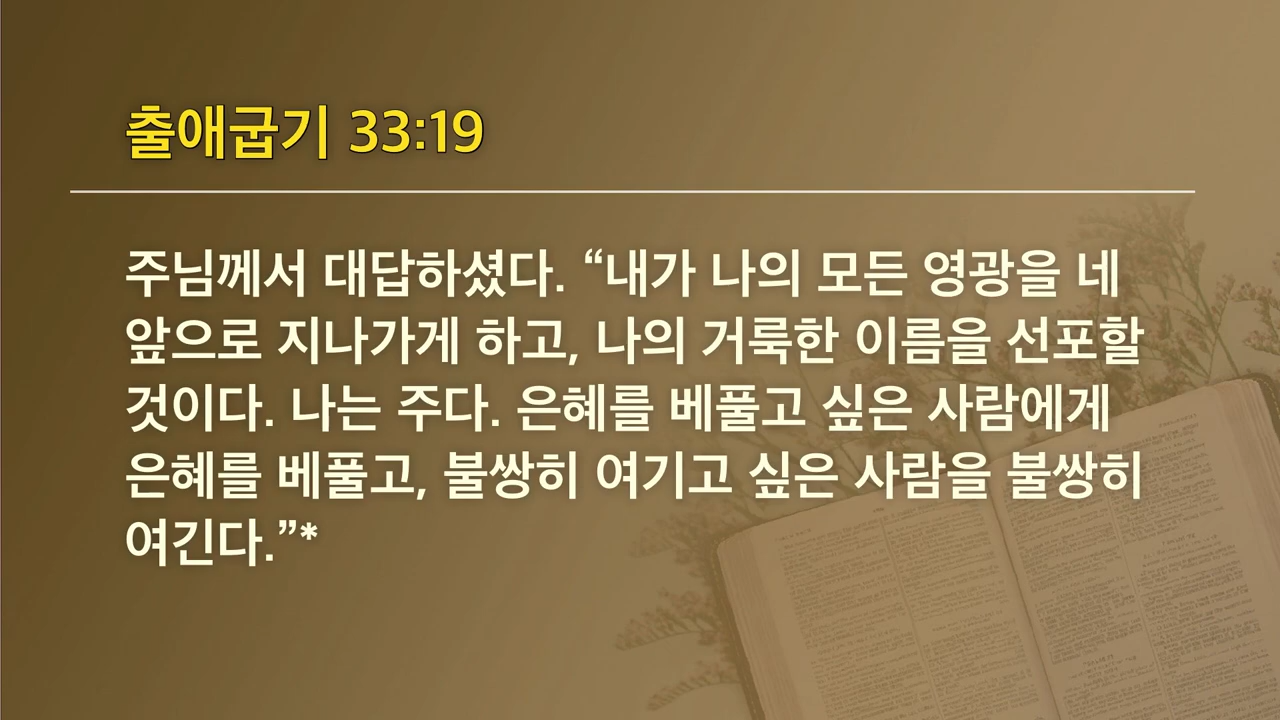 출애굽기 33:19
주님께서 대답하셨다. “내가 나의 모든 영광을 네
앞으로 지나가게 하고, 나의 거룩한 이름을 선포할
것이다. 나는 주다. 은혜를 베풀고 싶은 사람에게
은혜를 베풀고, 불쌍히 여기고 싶은 사람을 불쌍히
여긴다.”*